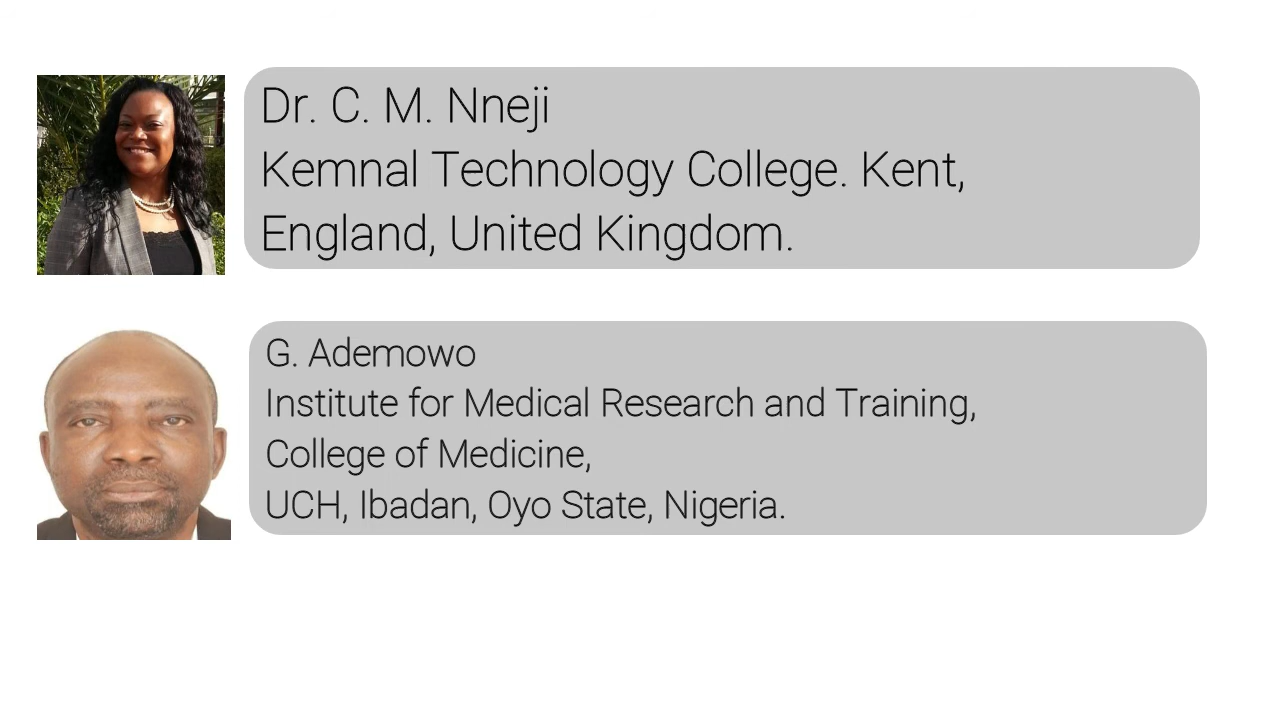 Dr. C. M. Nneji
Kemnal Technology College. Kent,
England, United Kingdom.
G. Ademowo
Institute for Medical Research and Training,
College of Medicine,
UCH, Ibadan, Oyo State, Nigeria.